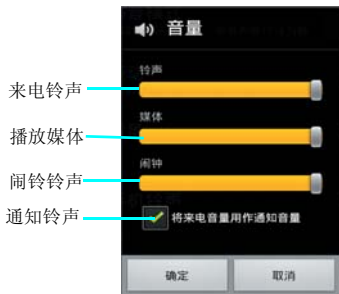 音量
铃声
来电铃声
媒体
播放媒体
闹钟
闹铃铃声
通知铃声
将来电音量用作通知音量
确定 取消